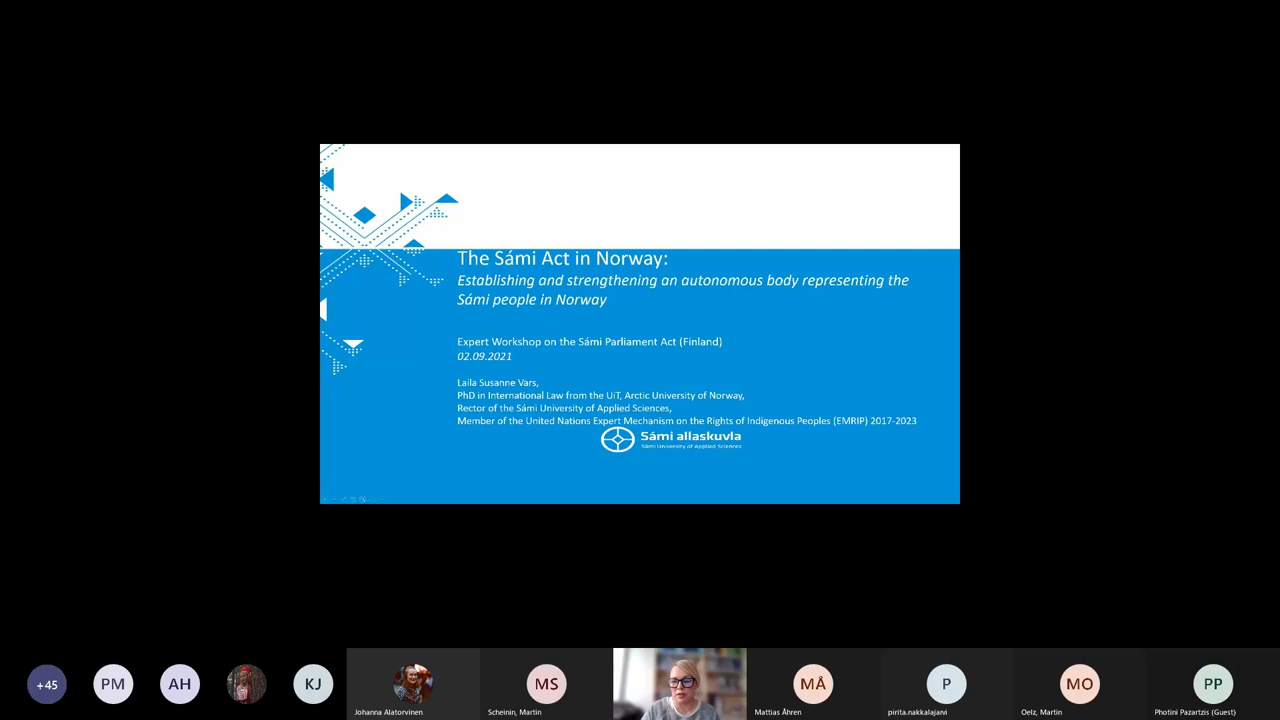 The Sámi Act in Norway:
Establishing and strengthening an autonomous body representing the
Sámi people in Norway
Expert Workshop on the Sámi Parliament Act (Finland)
02.09.2021
Laila Susanne Vars,
PhD in International Law from the UiT, Arctic University of Norway,
Rector of the Sámi University of Applied Sciences,
Member of the United Nations Expert Mechanism on the Rights of Indigenous Peoples (EMRIP) 2017-2023
Sámi allaskuvla
Sámi University of Applied Sciences
+45
PM
AH
KJ
MS
MÅ
P
MO
PP
Johanna Alatorvinen
Scheinin, Martin
Mattias Åhren
pirita.nakkalajarvi
Oelz, Martin
Photini Pazartzis (Guest)